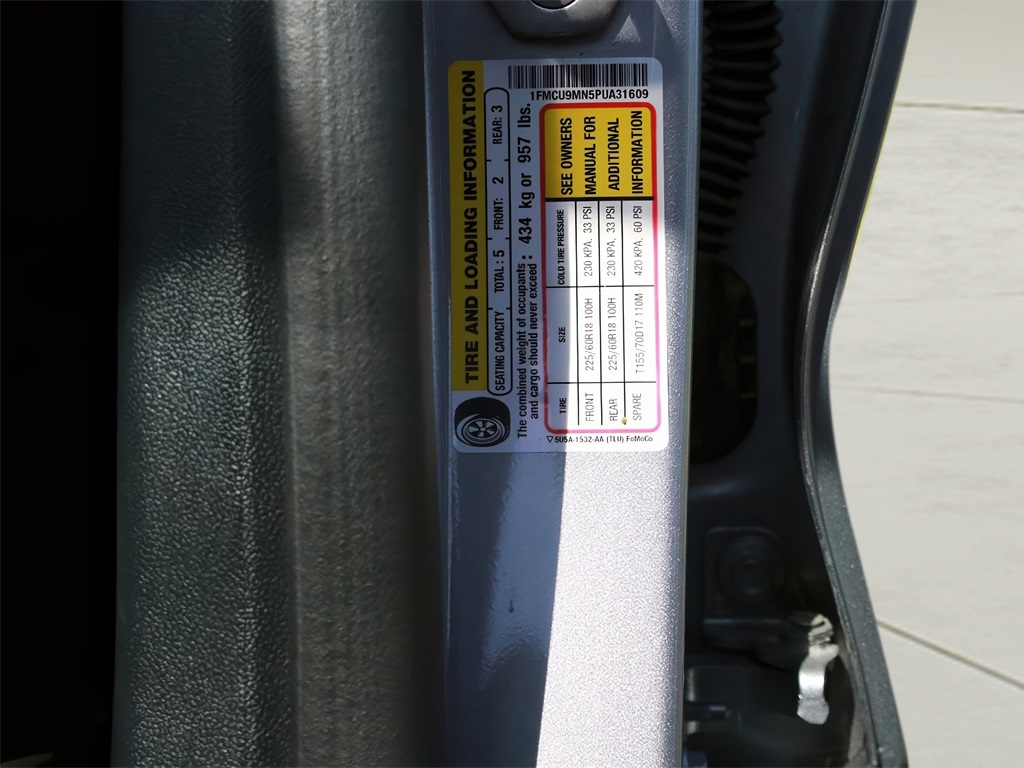 TIRE AND LOADING INFORMATION
SEATING CAPACITY TOTAL : 5 FRONT: 2 REAR: 3
The combined weight of occupants and cargo should never exceed : 434 kg or 957 lbs.
1FMCU9MN5PUA31609
TIRE SIZE COLD TIRE PRESSURE
FRONT 225/60R18 100H 230 KPA, 33 PSI
REAR 225/60R18 100H 230 KPA, 33 PSI
SPARE T155/70D17 110M 420 KPA, 60 PSI
SEE OWNERS
MANUAL FOR
ADDITIONAL
INFORMATION
5U5A-1532-AA (TLU) FoMoCo